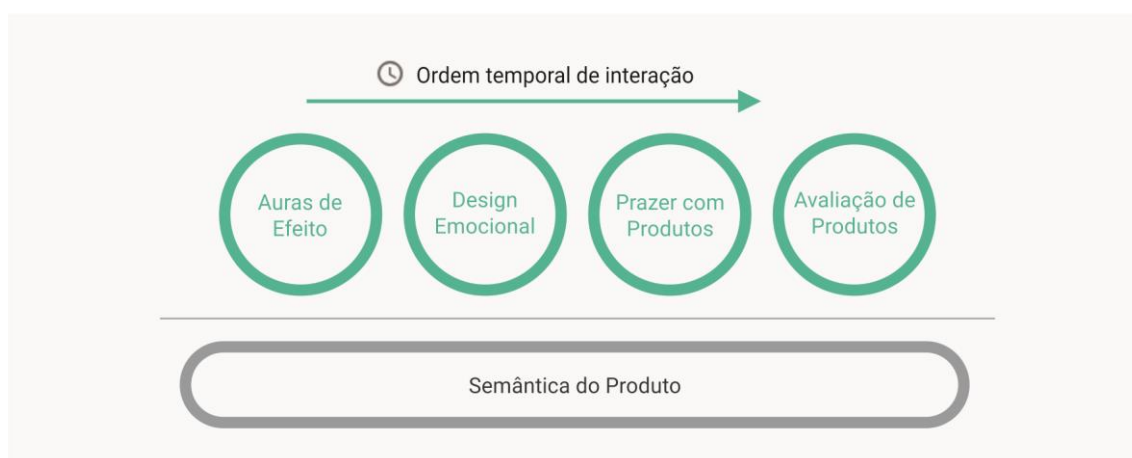 Ordem temporal de interação
Auras de
Efeito
Design
Emocional
Prazer com
Produtos
Avaliação de
Produtos
Semântica do Produto